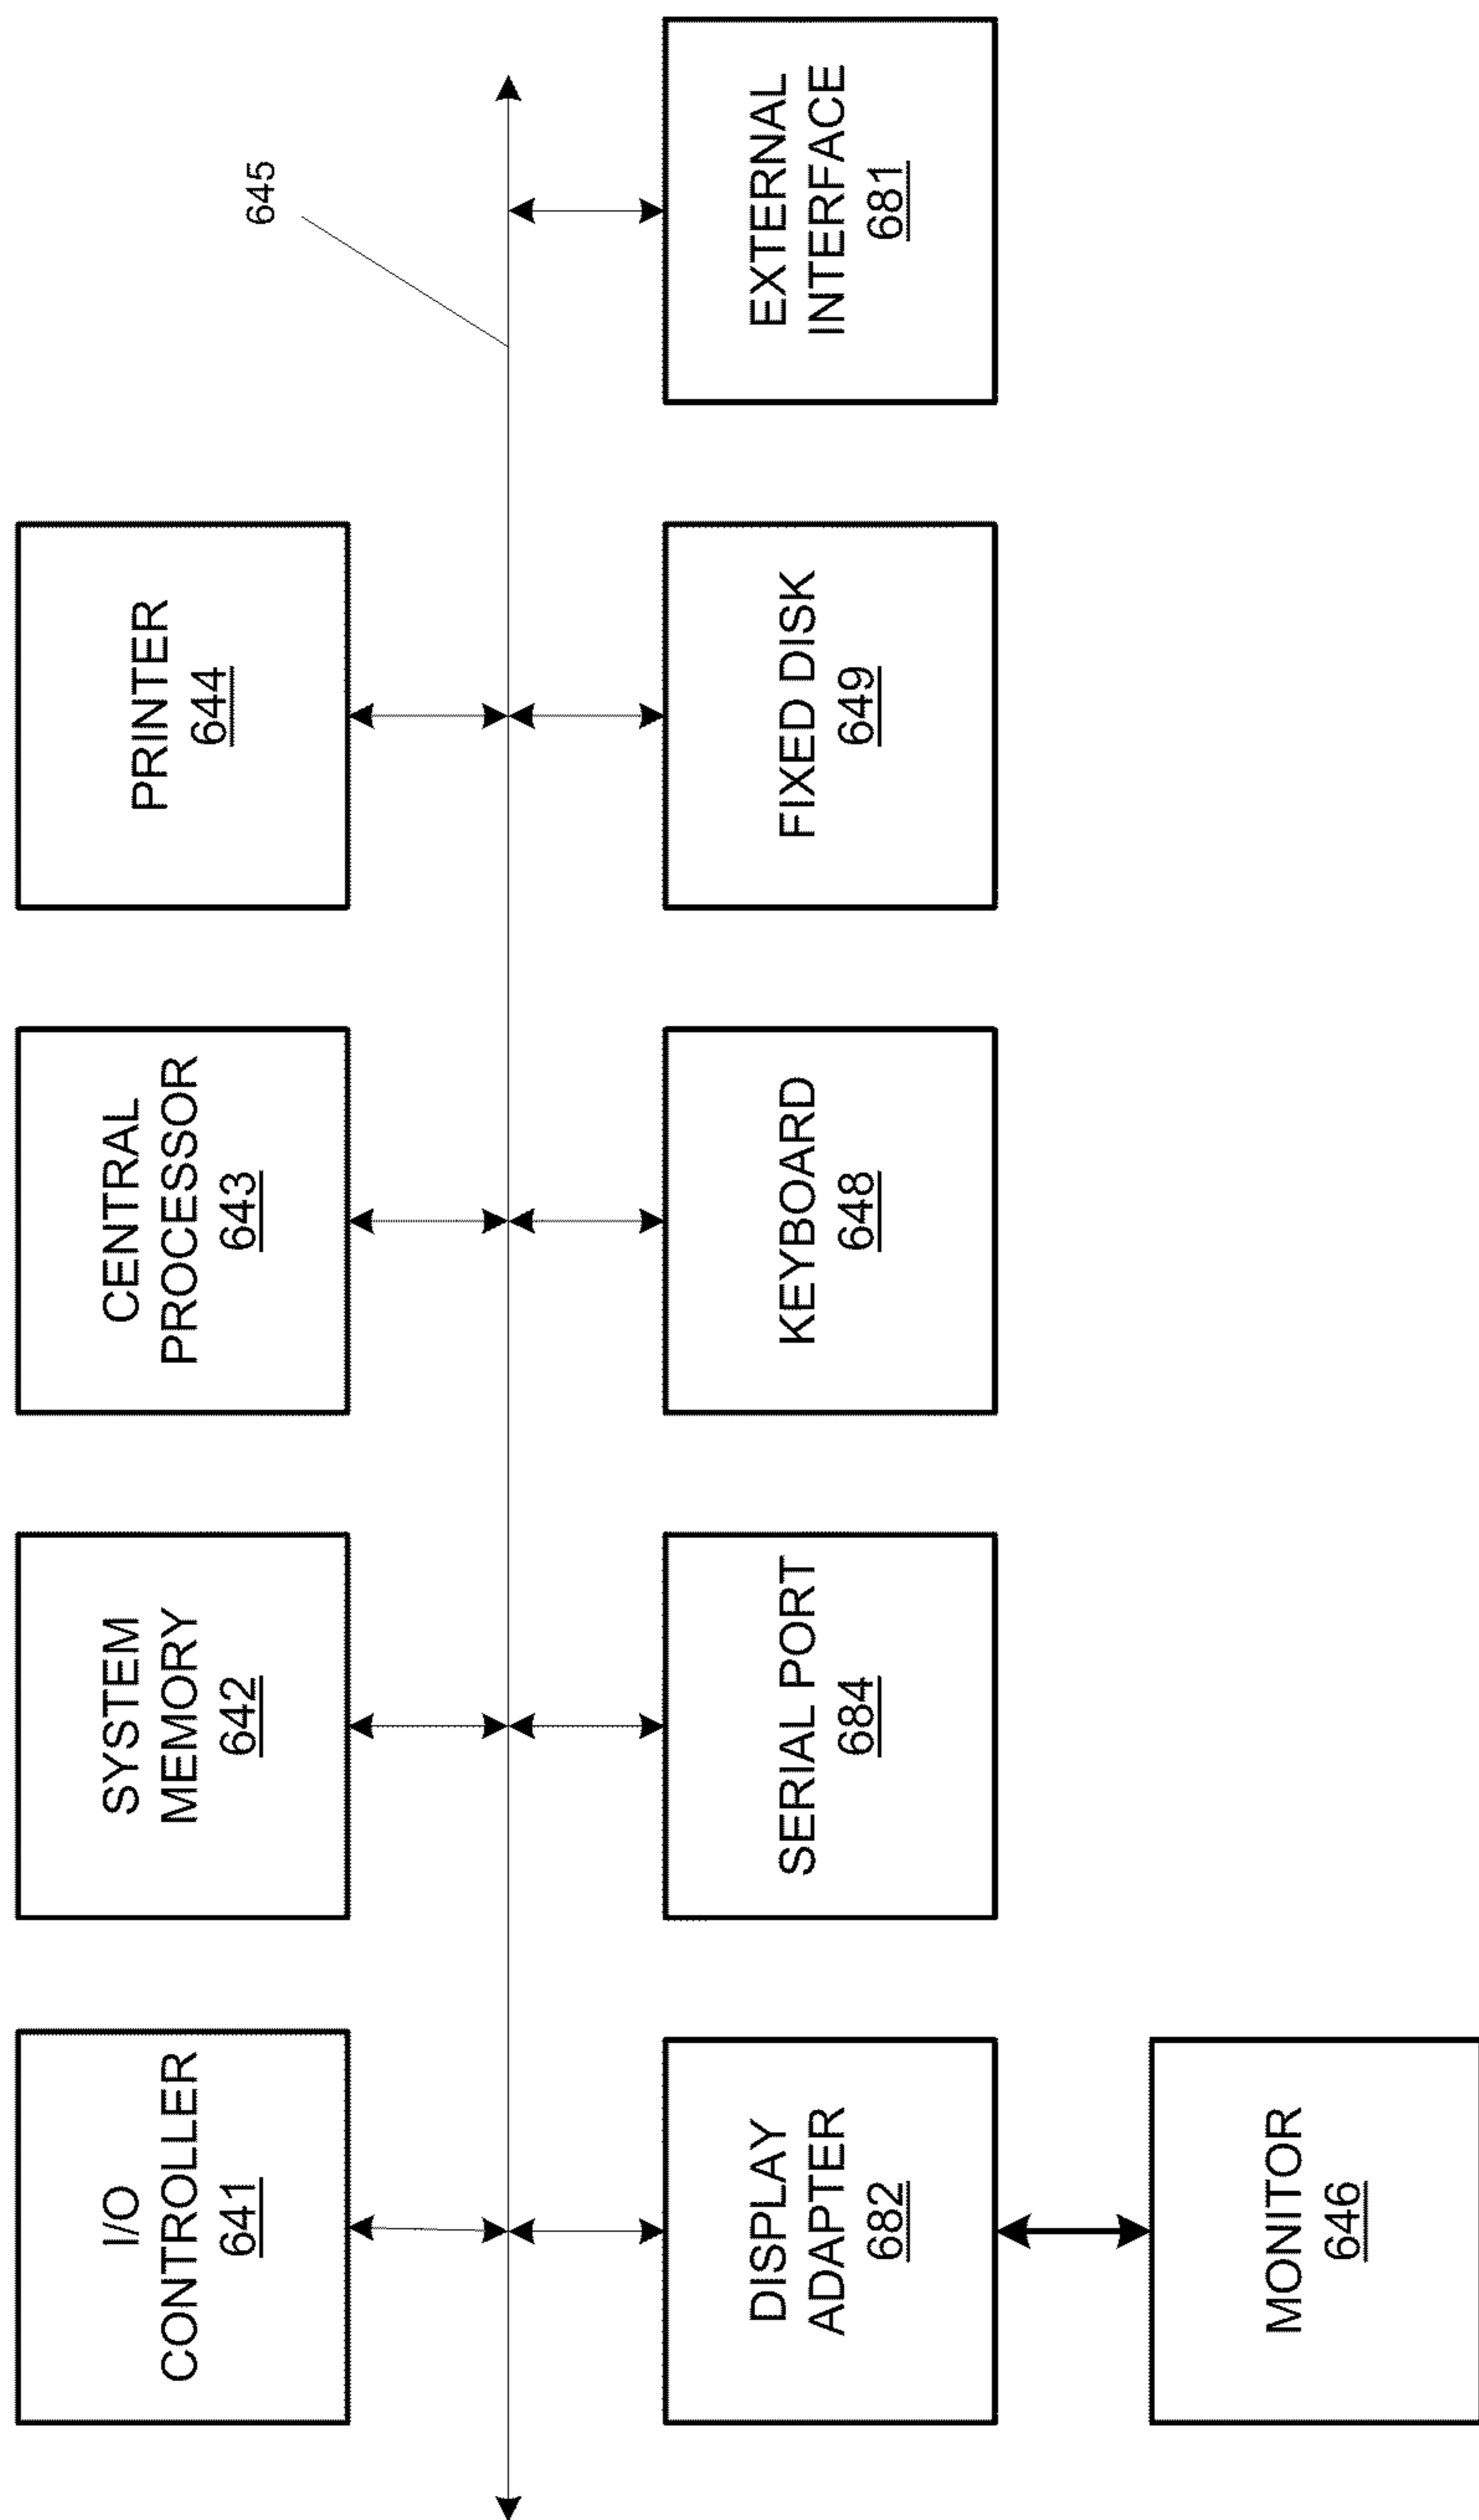 I/O
CONTROLLER
641
SYSTEM
MEMORY
642
CENTRAL
PROCESSOR
643
PRINTER
644
645
DISPLAY
ADAPTER
682
SERIAL PORT
684
KEYBOARD
648
FIXED DISK
649
EXTERNAL
INTERFACE
681
MONITOR
646